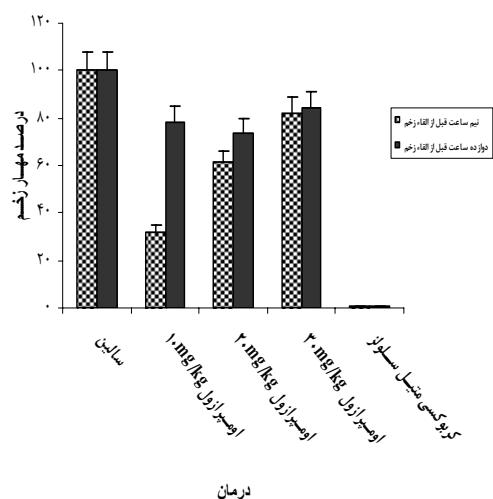 ۱۲۰
۱۰۰
۸۰
۶۰
۴۰
۲۰
۰
درصد مهار زخم
نیم ساعت قبل از القاء زخم
دوازده ساعت قبل از القاء زخم
سالین
اومپرازول ۱۰mg/kg
اومپرازول ۲۰mg/kg
اومپرازول ۳۰mg/kg
کربوکسی متیل سلولز
درمان